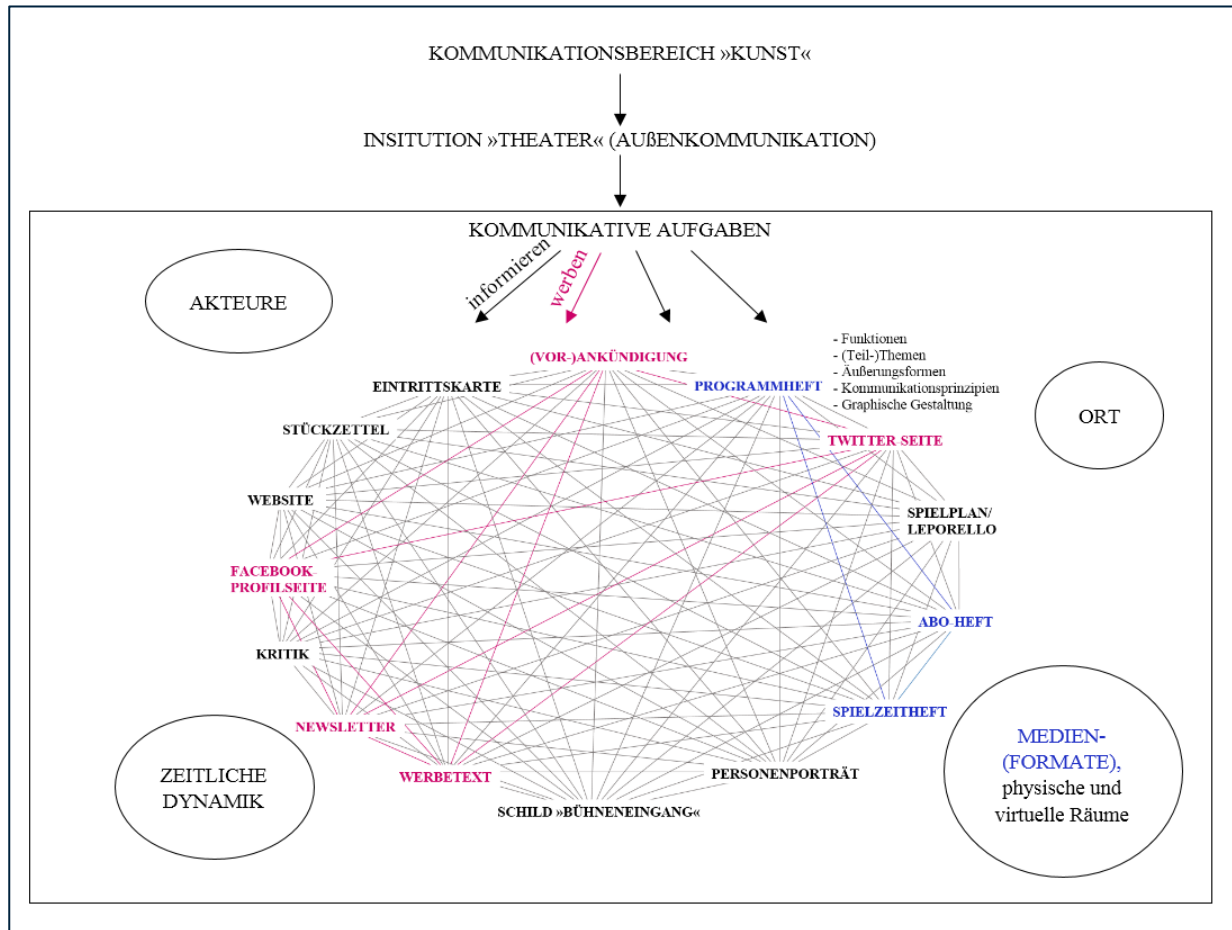 KOMMUNIKATIONSBEREICH »KUNST«
INSITUTION »THEATER« (AUßENKOMMUNIKATION)
KOMMUNIKATIVE AUFGABEN
informieren
werben
AKTEURE
- Funktionen
- (Teil-)Themen
- Äußerungsformen
- Kommunikationsprinzipien
- Graphische Gestaltung
(VOR-)ANKÜNDIGUNG
EINTRITTSKARTE
PROGRAMMHEFT
ORT
STÜCKZETTEL
TWITTER-SEITE
WEBSITE
SPIELPLAN/
LEPORELLO
FACEBOOK-
PROFILSEITE
ABO-HEFT
KRITIK
NEWSLETTER
SPIELZEITHEFT
WERBETEXT
PERSONENPORTRÄT
SCHILD »BÜHNENEINGANG«
ZEITLICHE
DYNAMIK
MEDIEN-
(FORMATE),
physische und
virtuelle Räume